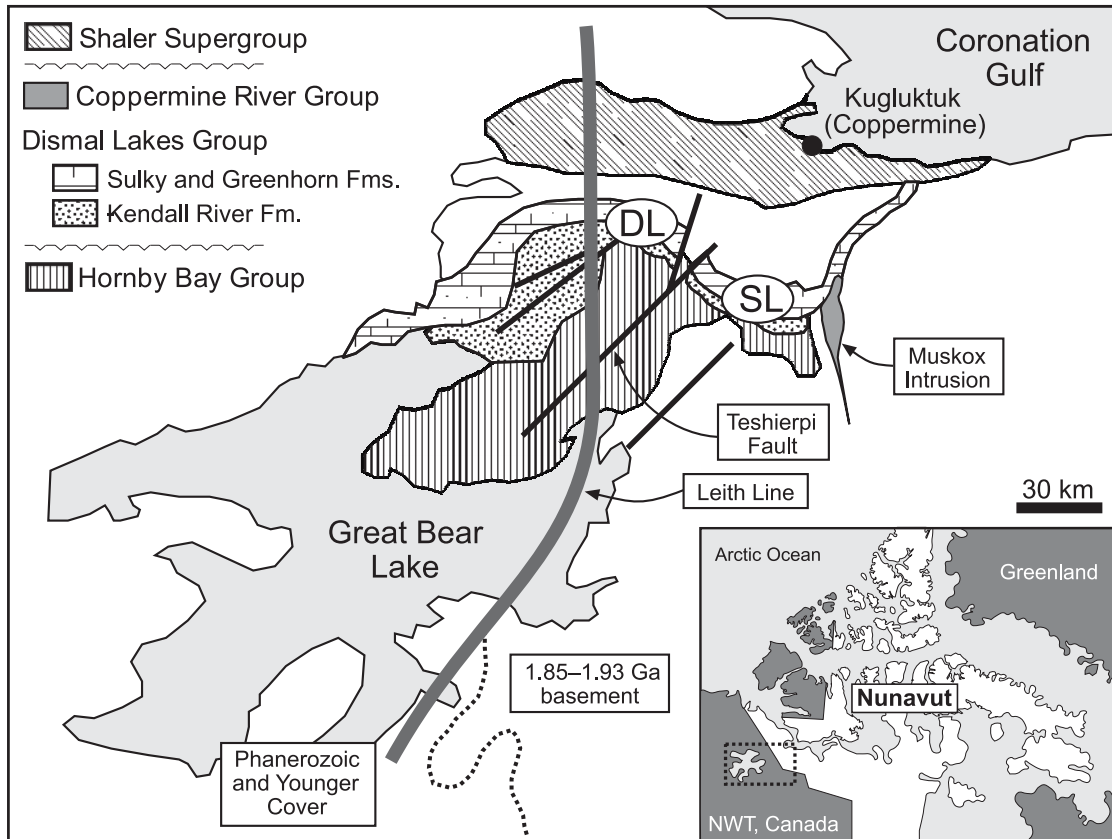 Shaler Supergroup
Coppermine River Group
Dismal Lakes Group
Sulky and Greenhorn Fms.
Kendall River Fm.
Hornby Bay Group
Coronation
Gulf
Kugluktuk
(Coppermine)
DL
SL
Muskox
Intrusion
Teshierpi
Fault
Leith Line
30 km
Great Bear
Lake
1.85–1.93 Ga
basement
Phanerozoic
and Younger
Cover
Arctic Ocean
Greenland
Nunavut
NWT, Canada